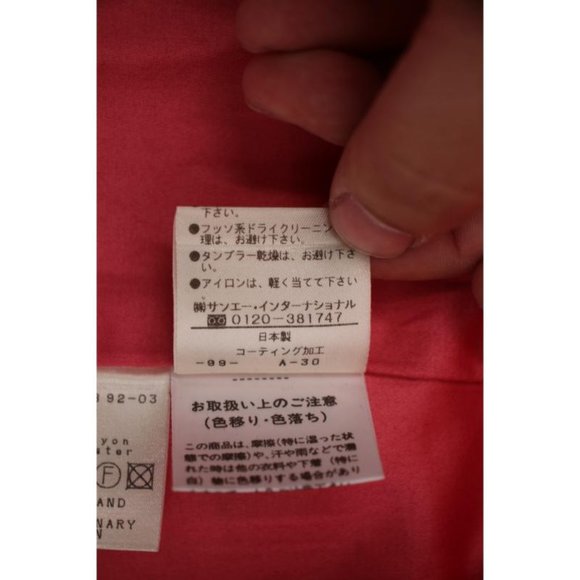 下さい。
●フッソ系ドライクリーニン
理は、お避け下さい。
●タンブラー乾燥は、お避け下さ
い。
●アイロンは、軽く当てて下さい
。
㈱サンエー・インターナショナル
0120-381747
日本製
コーティング加工
-99- A-30
お取扱い上のご注意
(色移り・色落ち)
この商品は、摩擦(特に湿った状
態での摩擦)や、汗や雨などで濡
れた時は他の衣料や下着(特に
白)物に色移りする場合があり
92-03
yon
ter
F
AND
NARY
N